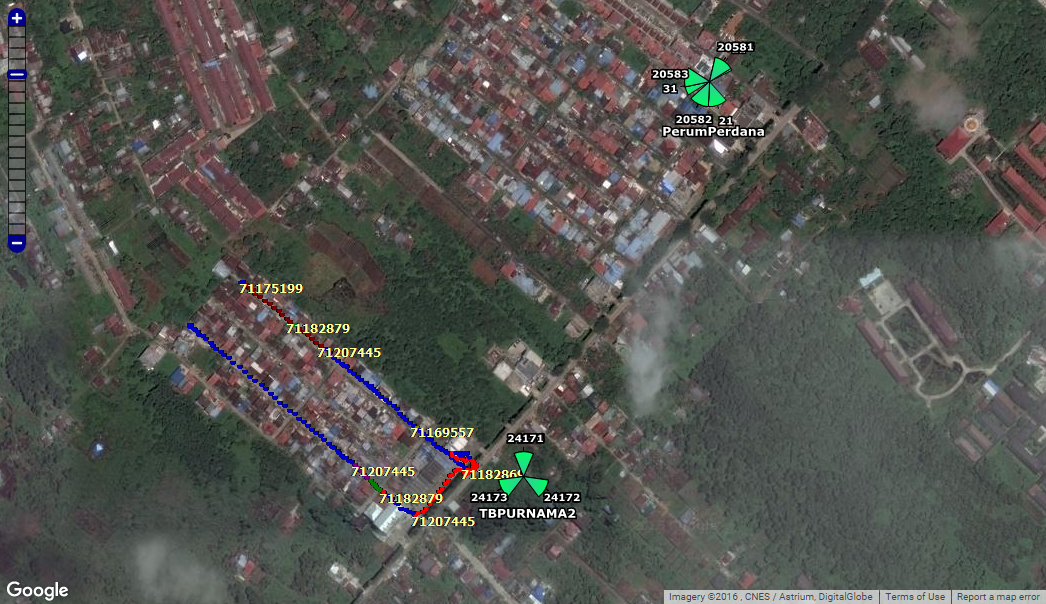 20581
20583
31
20582
21
PerumPerdana
71175199
71182879
71207445
71169557
24171
71207445
7118286
24173
24172
71182879
TBPURNAMA2
71207445
Google
Imagery ©2016 , CNES / Astrium, DigitalGlobe
Terms of Use
Report a map error